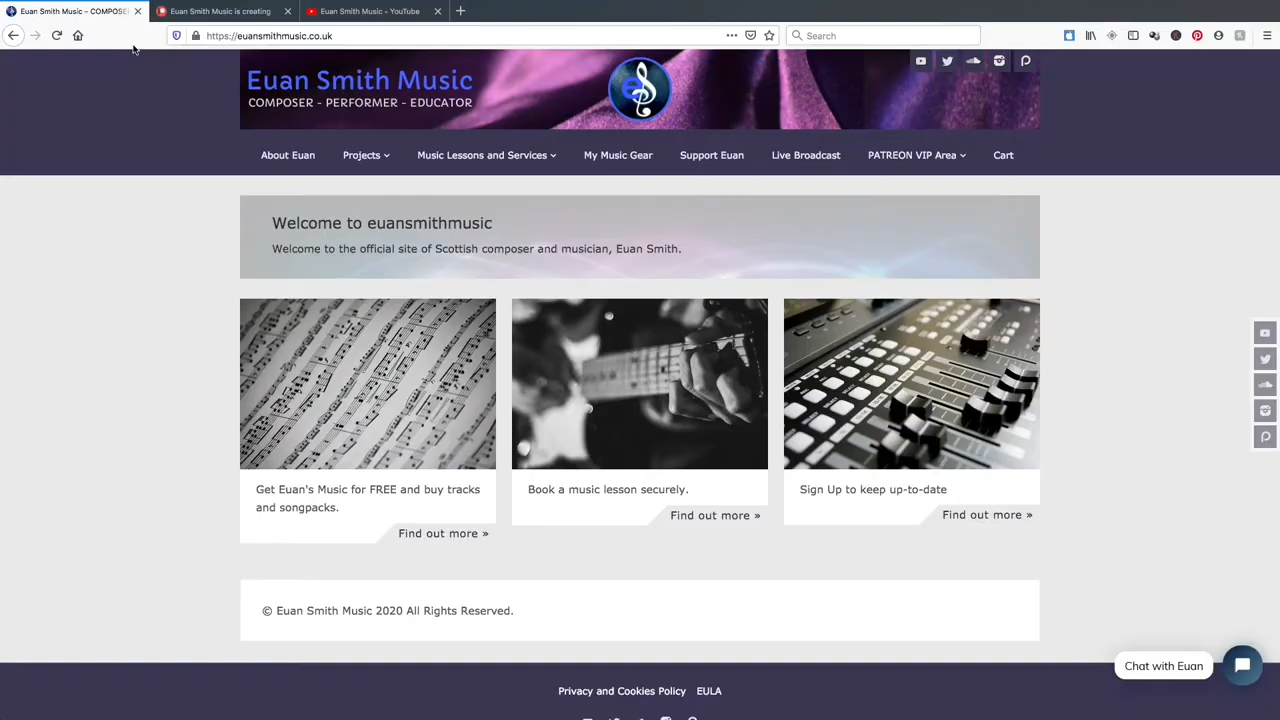 Euan Smith Music – COMPOSE
Euan Smith Music is creating
Euan Smith Music - YouTube
https://euansmithmusic.co.uk
Search
Euan Smith Music
COMPOSER - PERFORMER - EDUCATOR
About Euan
Projects
Music Lessons and Services
My Music Gear
Support Euan
Live Broadcast
PATREON VIP Area
Cart
Welcome to euansmithmusic
Welcome to the official site of Scottish composer and musician, Euan Smith.
Get Euan's Music for FREE and buy tracks
and songpacks.
Find out more »
Book a music lesson securely.
Find out more »
Sign Up to keep up-to-date
Find out more »
© Euan Smith Music 2020 All Rights Reserved.
Chat with Euan
Privacy and Cookies Policy EULA